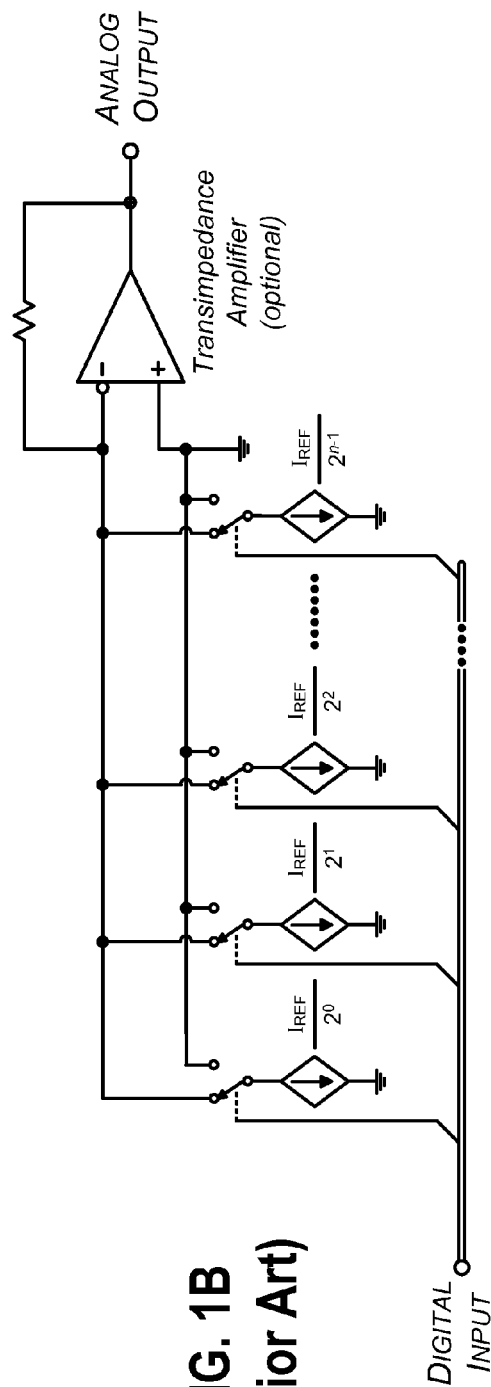 IG. 1B
ior Art)
ANALOG
OUTPUT
-
+
Transimpedance
Amplifier
(optional)
IREF
2^0
IREF
2^1
IREF
2^2
IREF
2^n-1
DIGITAL
INPUT